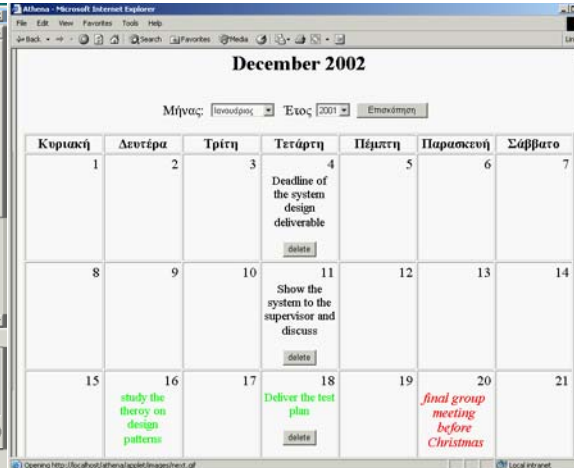 Athena - Microsoft Internet Explorer
File Edit View Favorites Tools Help
Back Search Favorites Media
December 2002
Μήνας: Ιανουάριος Έτος 2001 Επισκόπηση
Κυριακή Δευτέρα Τρίτη Τετάρτη Πέμπτη Παρασκευή Σάββατο
1 2 3 4 5 6 7
Deadline of
the system
design
deliverable
delete
8 9 10 11 12 13 14
Show the
system to the
supervisor and
discuss
delete
15 16 17 18 19 20 21
study the Deliver the test final group
theroy on plan meeting
design before
patterns delete Christmas
Opening http://localhost/athena/applet/images/next.gif Local intranet